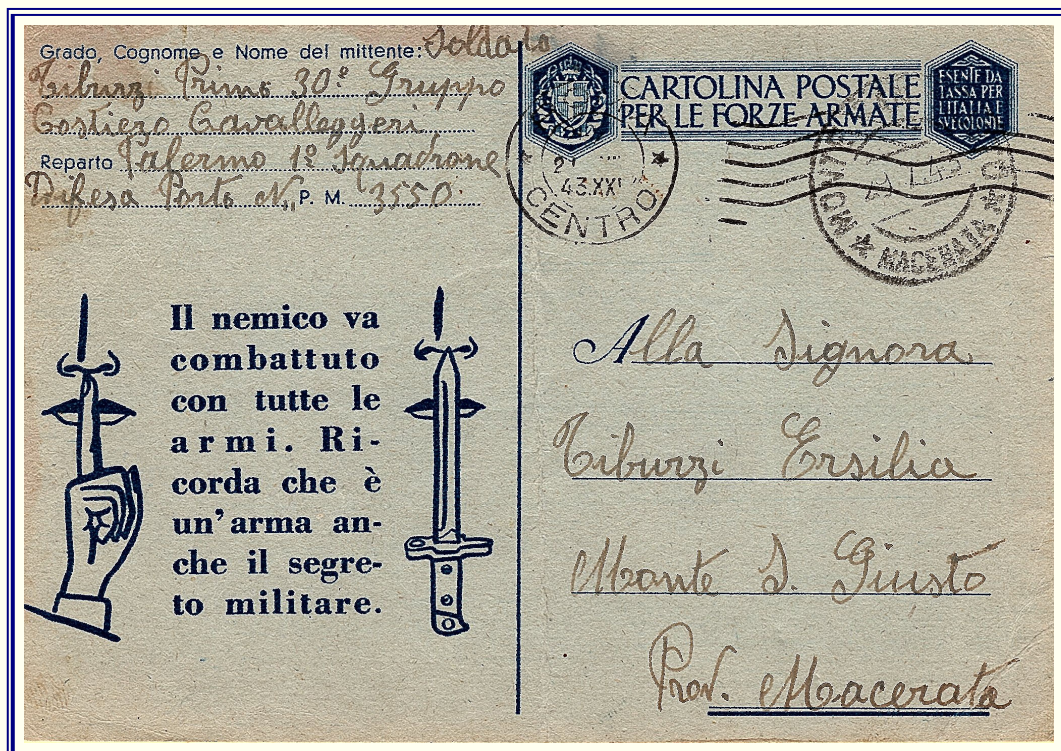 Grado, Cognome e Nome del mittente: Soldato
Tiburzi Primo 30º Gruppo
Costiero Cavalleggeri
Reparto Palermo 1º Squadrone
Difesa Porto N, P. M. 3550
CARTOLINA POSTALE
PER LE FORZE ARMATE
ESENTE DA
TASSA PER
L'ITALIA E
SUE COLONIE
21
43.XXI
CENTRO
MACERATA
Il nemico va
combattuto
con tutte le
armi. Ri-
corda che è
un'arma an-
che il segre-
to militare.
Alla Signora
Tiburzi Ersilia
Monte S. Giusto
Prov. Macerata